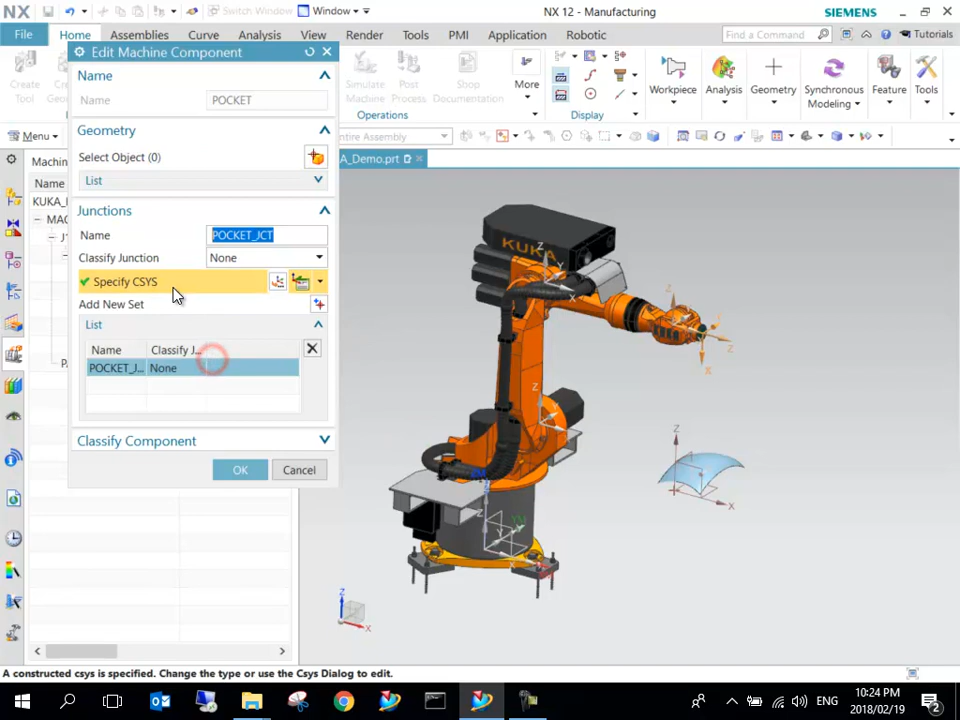 NX
Switch Window
Window
NX 12 - Manufacturing
SIEMENS
File
Home
Assemblies
Curve
Analysis
View
Render
Tools
PMI
Application
Robotic
Find a Command
Tutorials
Edit Machine Component
Create
Tool
Create
Simulate
Machine
Post
Process
Shop
Documentation
More
Operations
Display
Workpiece
Analysis
Geometry
Synchronous
Modeling
Feature
Tools
Menu
Entire Assembly
Name
Name
POCKET
Geometry
Select Object (0)
List
Junctions
Name
POCKET_JCT
Classify Junction
None
Specify CSYS
Add New Set
List
Name
Classify J...
POCKET_J...
None
Classify Component
OK
Cancel
Name
A_Demo.prt
KUKA
Z
X
Z
Z
X
Z
Y
X
YM
Z
X
Z
X
A constructed csys is specified. Change the type or use the Csys Dialog to edit.
ENG
10:24 PM
2018/02/19
2